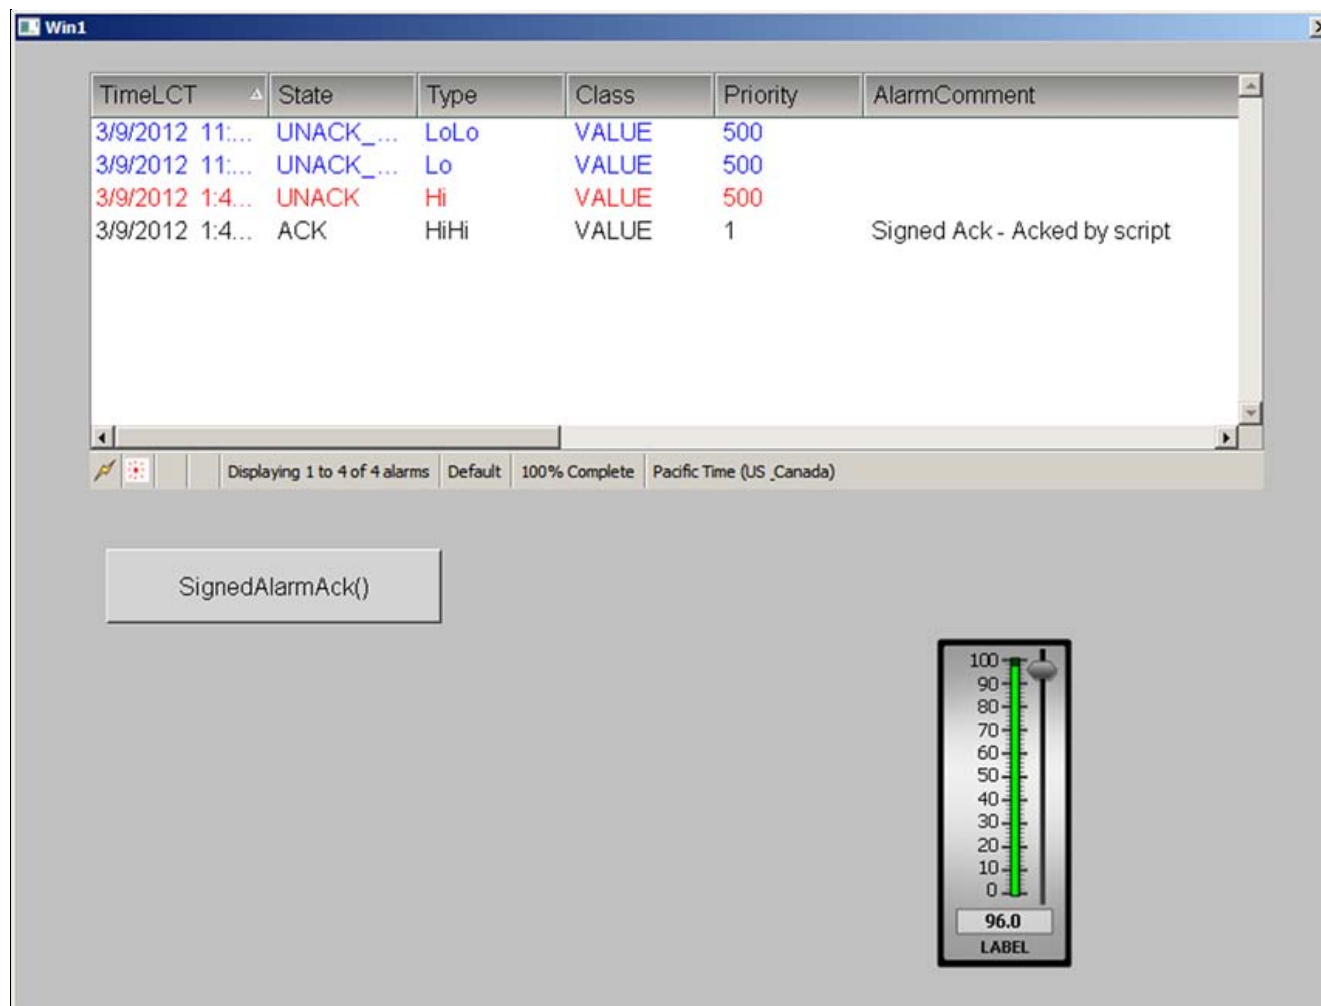 Win1
TimeLCT State Type Class Priority AlarmComment
3/9/2012 11:... UNACK_... LoLo VALUE 500
3/9/2012 11:... UNACK_... Lo VALUE 500
3/9/2012 1:4... UNACK Hi VALUE 500
3/9/2012 1:4... ACK HiHi VALUE 1 Signed Ack - Acked by script
Displaying 1 to 4 of 4 alarms Default 100% Complete Pacific Time (US _Canada)
SignedAlarmAck()
100
90
80
70
60
50
40
30
20
10
0
96.0
LABEL